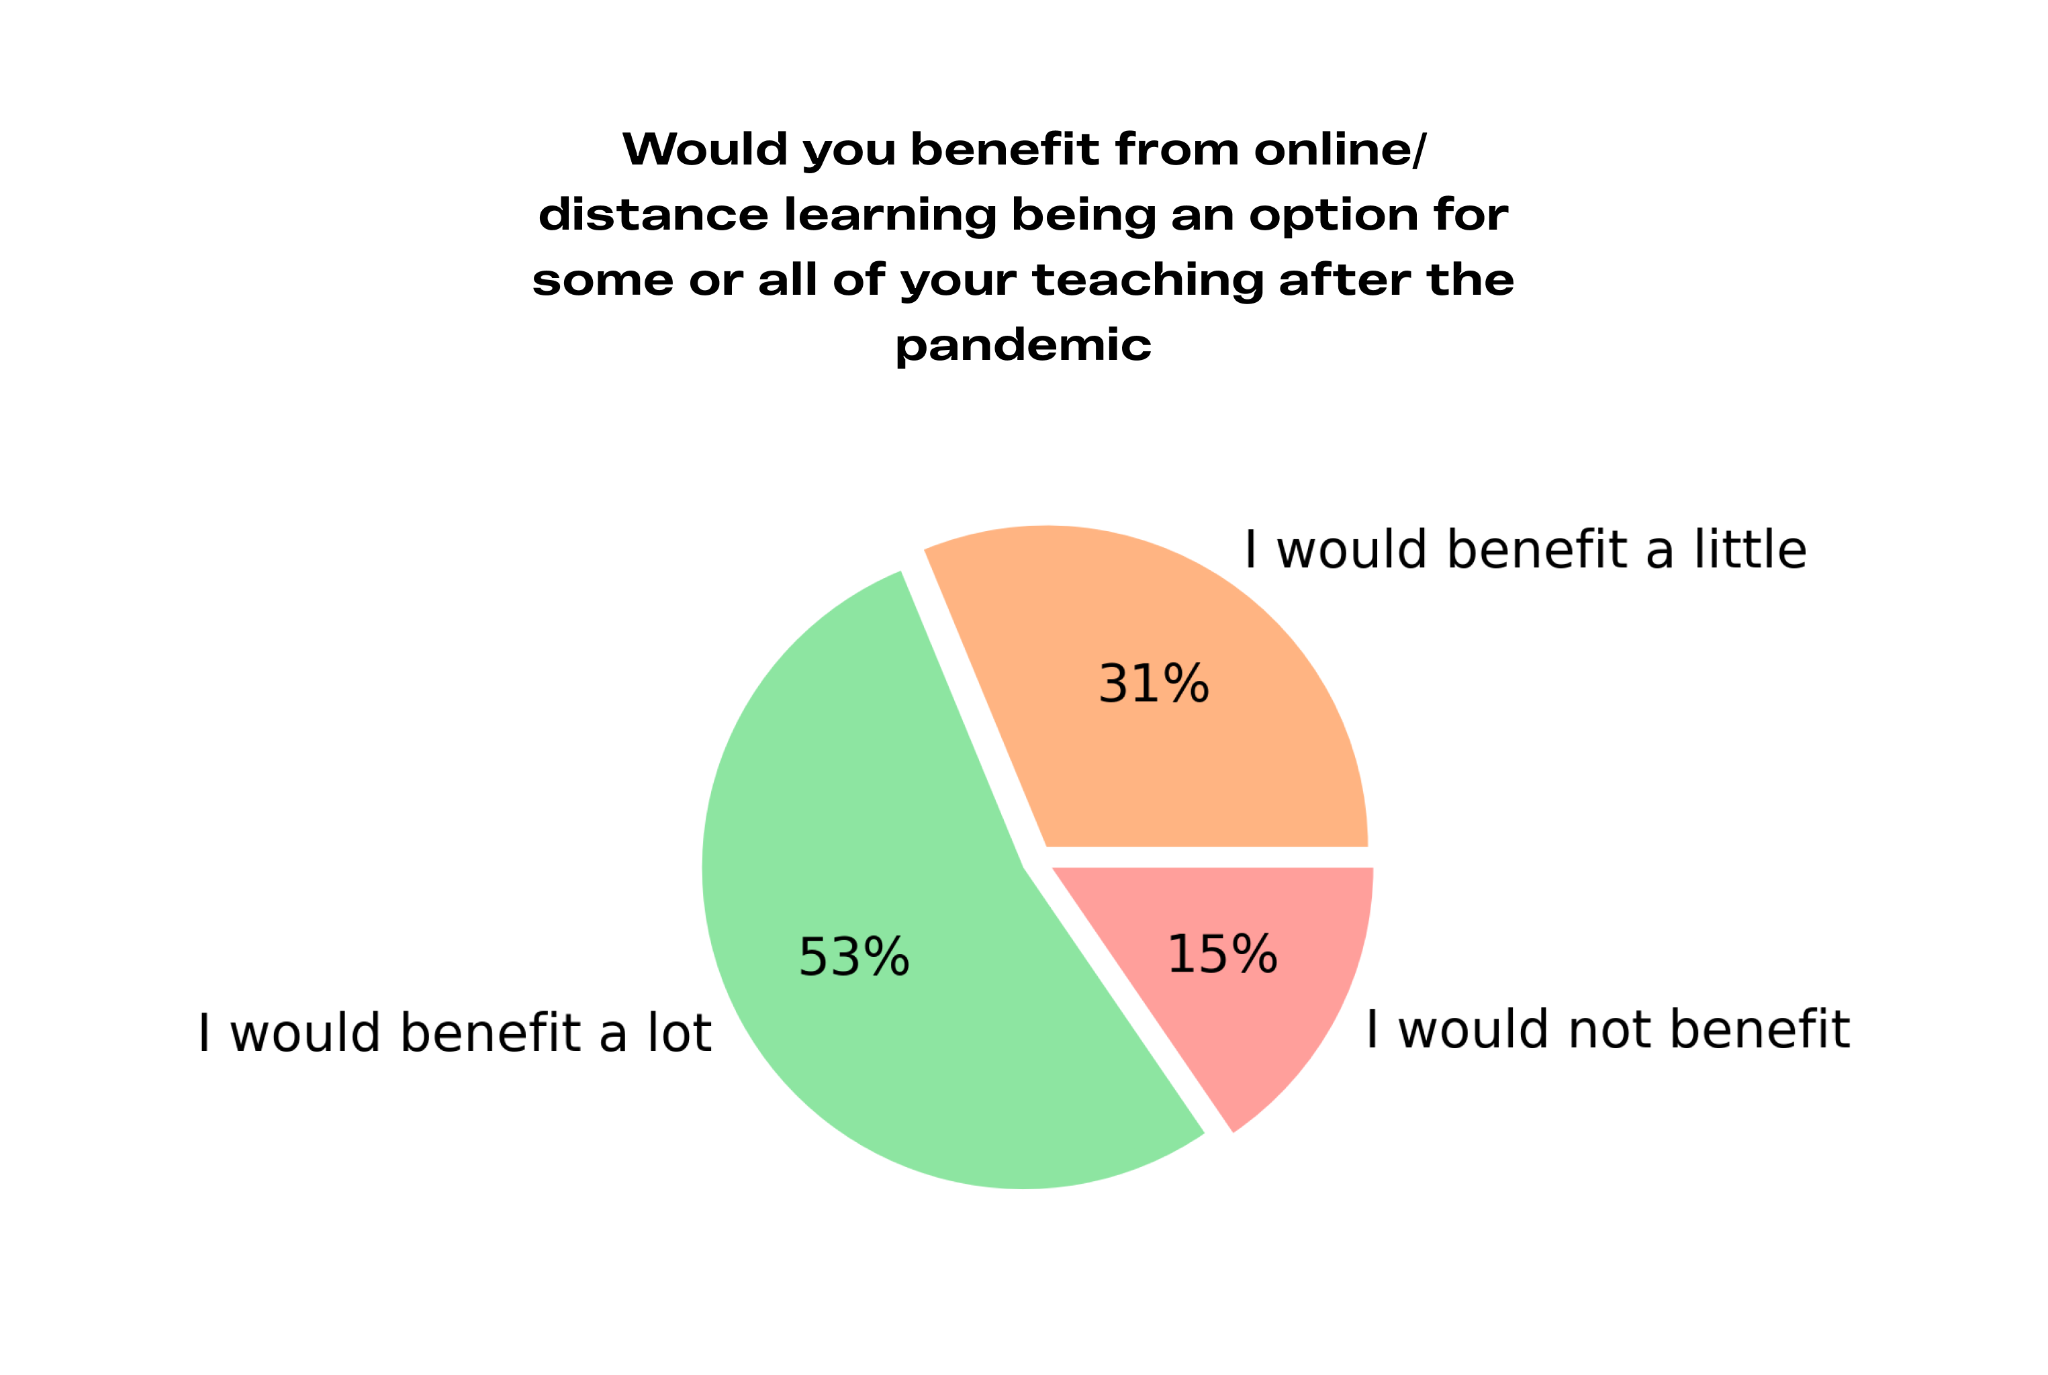 Would you benefit from online/
distance learning being an option for
some or all of your teaching after the
pandemic
I would benefit a little
31%
53%
15%
I would benefit a lot
I would not benefit